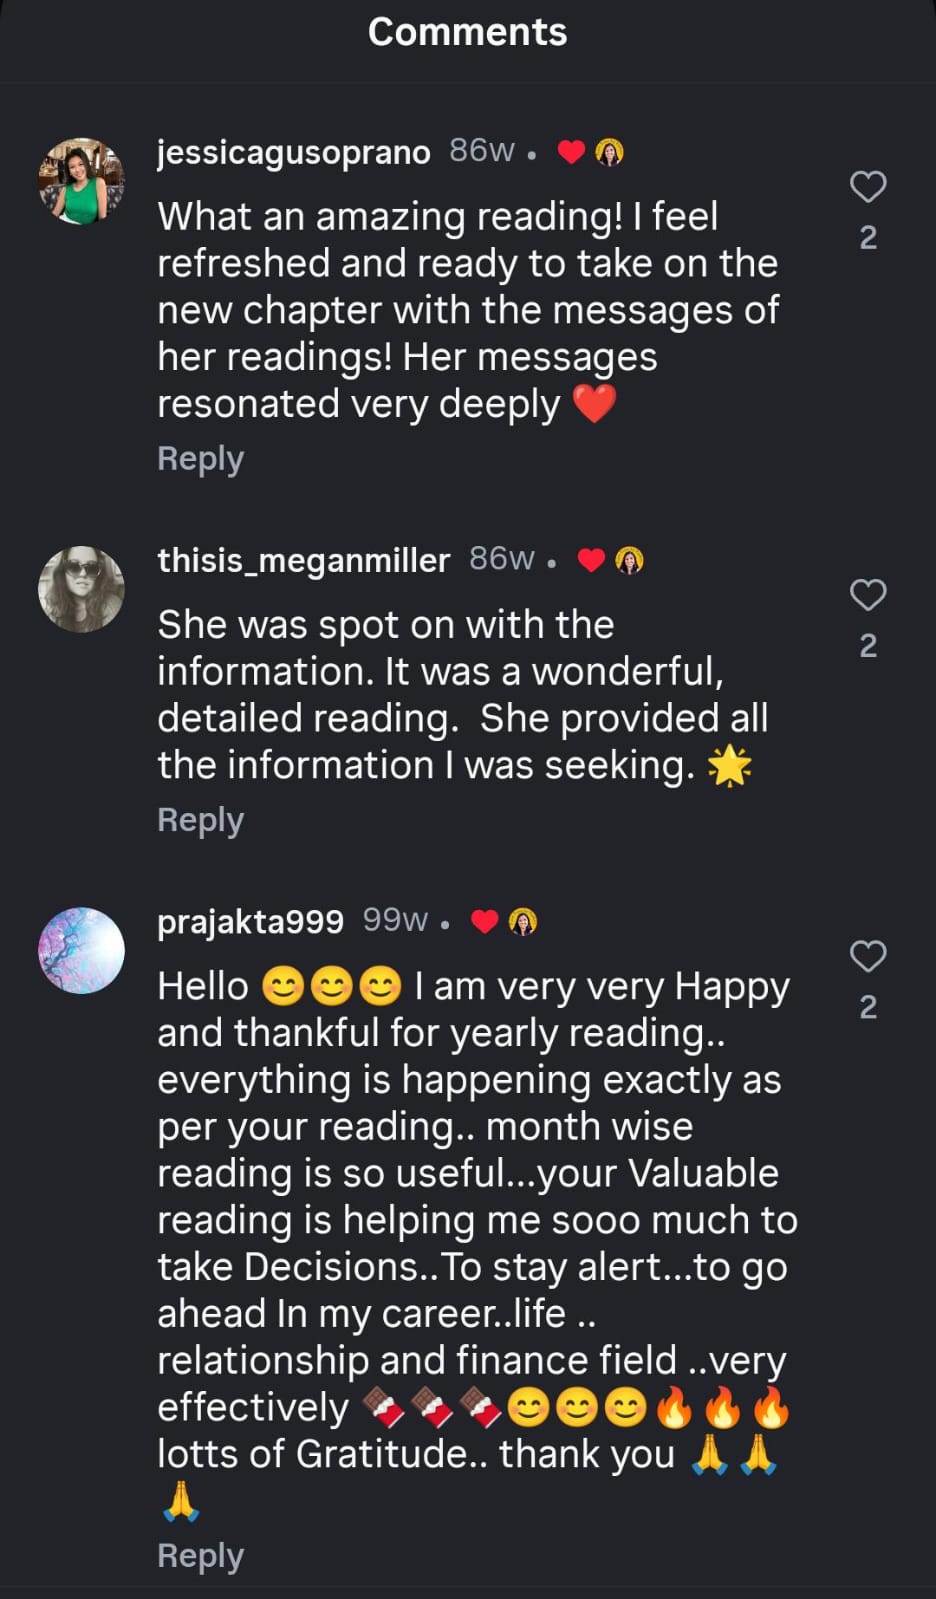 Comments
jessicagusoprano 86w • ❤️
What an amazing reading! I feel
refreshed and ready to take on the
new chapter with the messages of
her readings! Her messages
resonated very deeply ❤️
2
Reply
thisis_meganmiller 86w • ❤️
She was spot on with the
information. It was a wonderful,
detailed reading.  She provided all
the information I was seeking. 🌟
2
Reply
prajakta999 99w • ❤️
Hello 😊😊😊 I am very very Happy
and thankful for yearly reading..
everything is happening exactly as
per your reading.. month wise
reading is so useful...your Valuable
reading is helping me sooo much to
take Decisions..To stay alert...to go
ahead In my career..life ..
relationship and finance field ..very
effectively 🍫🍫🍫😊😊😊🔥🔥🔥
lotts of Gratitude.. thank you 🙏🙏
🙏
2
Reply